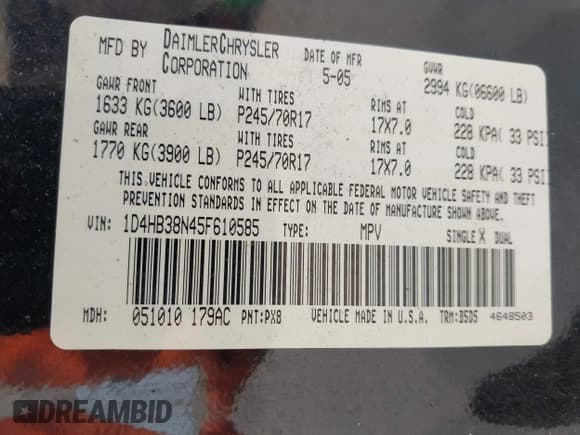 MFD BY DAIMLERCHRYSLER CORPORATION
DATE OF MFR 5-05
GVWR 2994 KG(06600 LB)
GAWR FRONT WITH TIRES RIMS AT COLD
1633 KG(3600 LB) P245/70R17 17X7.0 228 KPA( 33 PSI
GAWR REAR WITH TIRES RIMS AT COLD
1770 KG(3900 LB) P245/70R17 17X7.0 228 KPA( 33 PSI
THIS VEHICLE CONFORMS TO ALL APPLICABLE FEDERAL MOTOR VEHICLE SAFETY AND THEFT
PREVENTION STANDARDS IN EFFECT ON THE DATE OF MANUFACTURE SHOWN ABOVE.
VIN: 1D4HB38N45F610585 TYPE: MPV SINGLE X DUAL
MDH: 051010 179AC PNT:PX8 VEHICLE MADE IN U.S.A. TRM:B5D5 4648503
DREAMBID